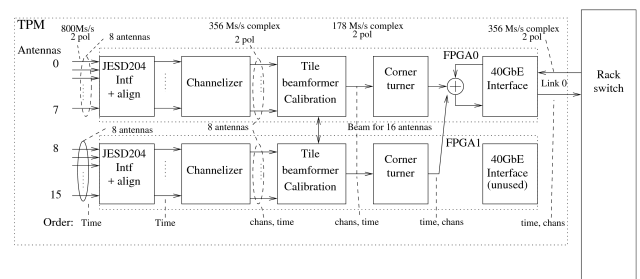 TPM
800Ms/s
2 pol
8 antennas
356 Ms/s complex
2 pol
178 Ms/s complex
2 pol
356 Ms/s complex
2 pol
Antennas
0
7
JESD204
Intf
+ align
Channelizer
Tile
beamformer
Calibration
Corner
turner
FPGA0
40GbE
Interface
Link 0
Rack
switch
8 antennas
8 antennas
Beam for 16 antennas
FPGA1
8
15
JESD204
Intf
+ align
Channelizer
Tile
beamformer
Calibration
Corner
turner
40GbE
Interface
(unused)
Order:
Time
Time
chans, time
chans, time
time, chans
time, chans